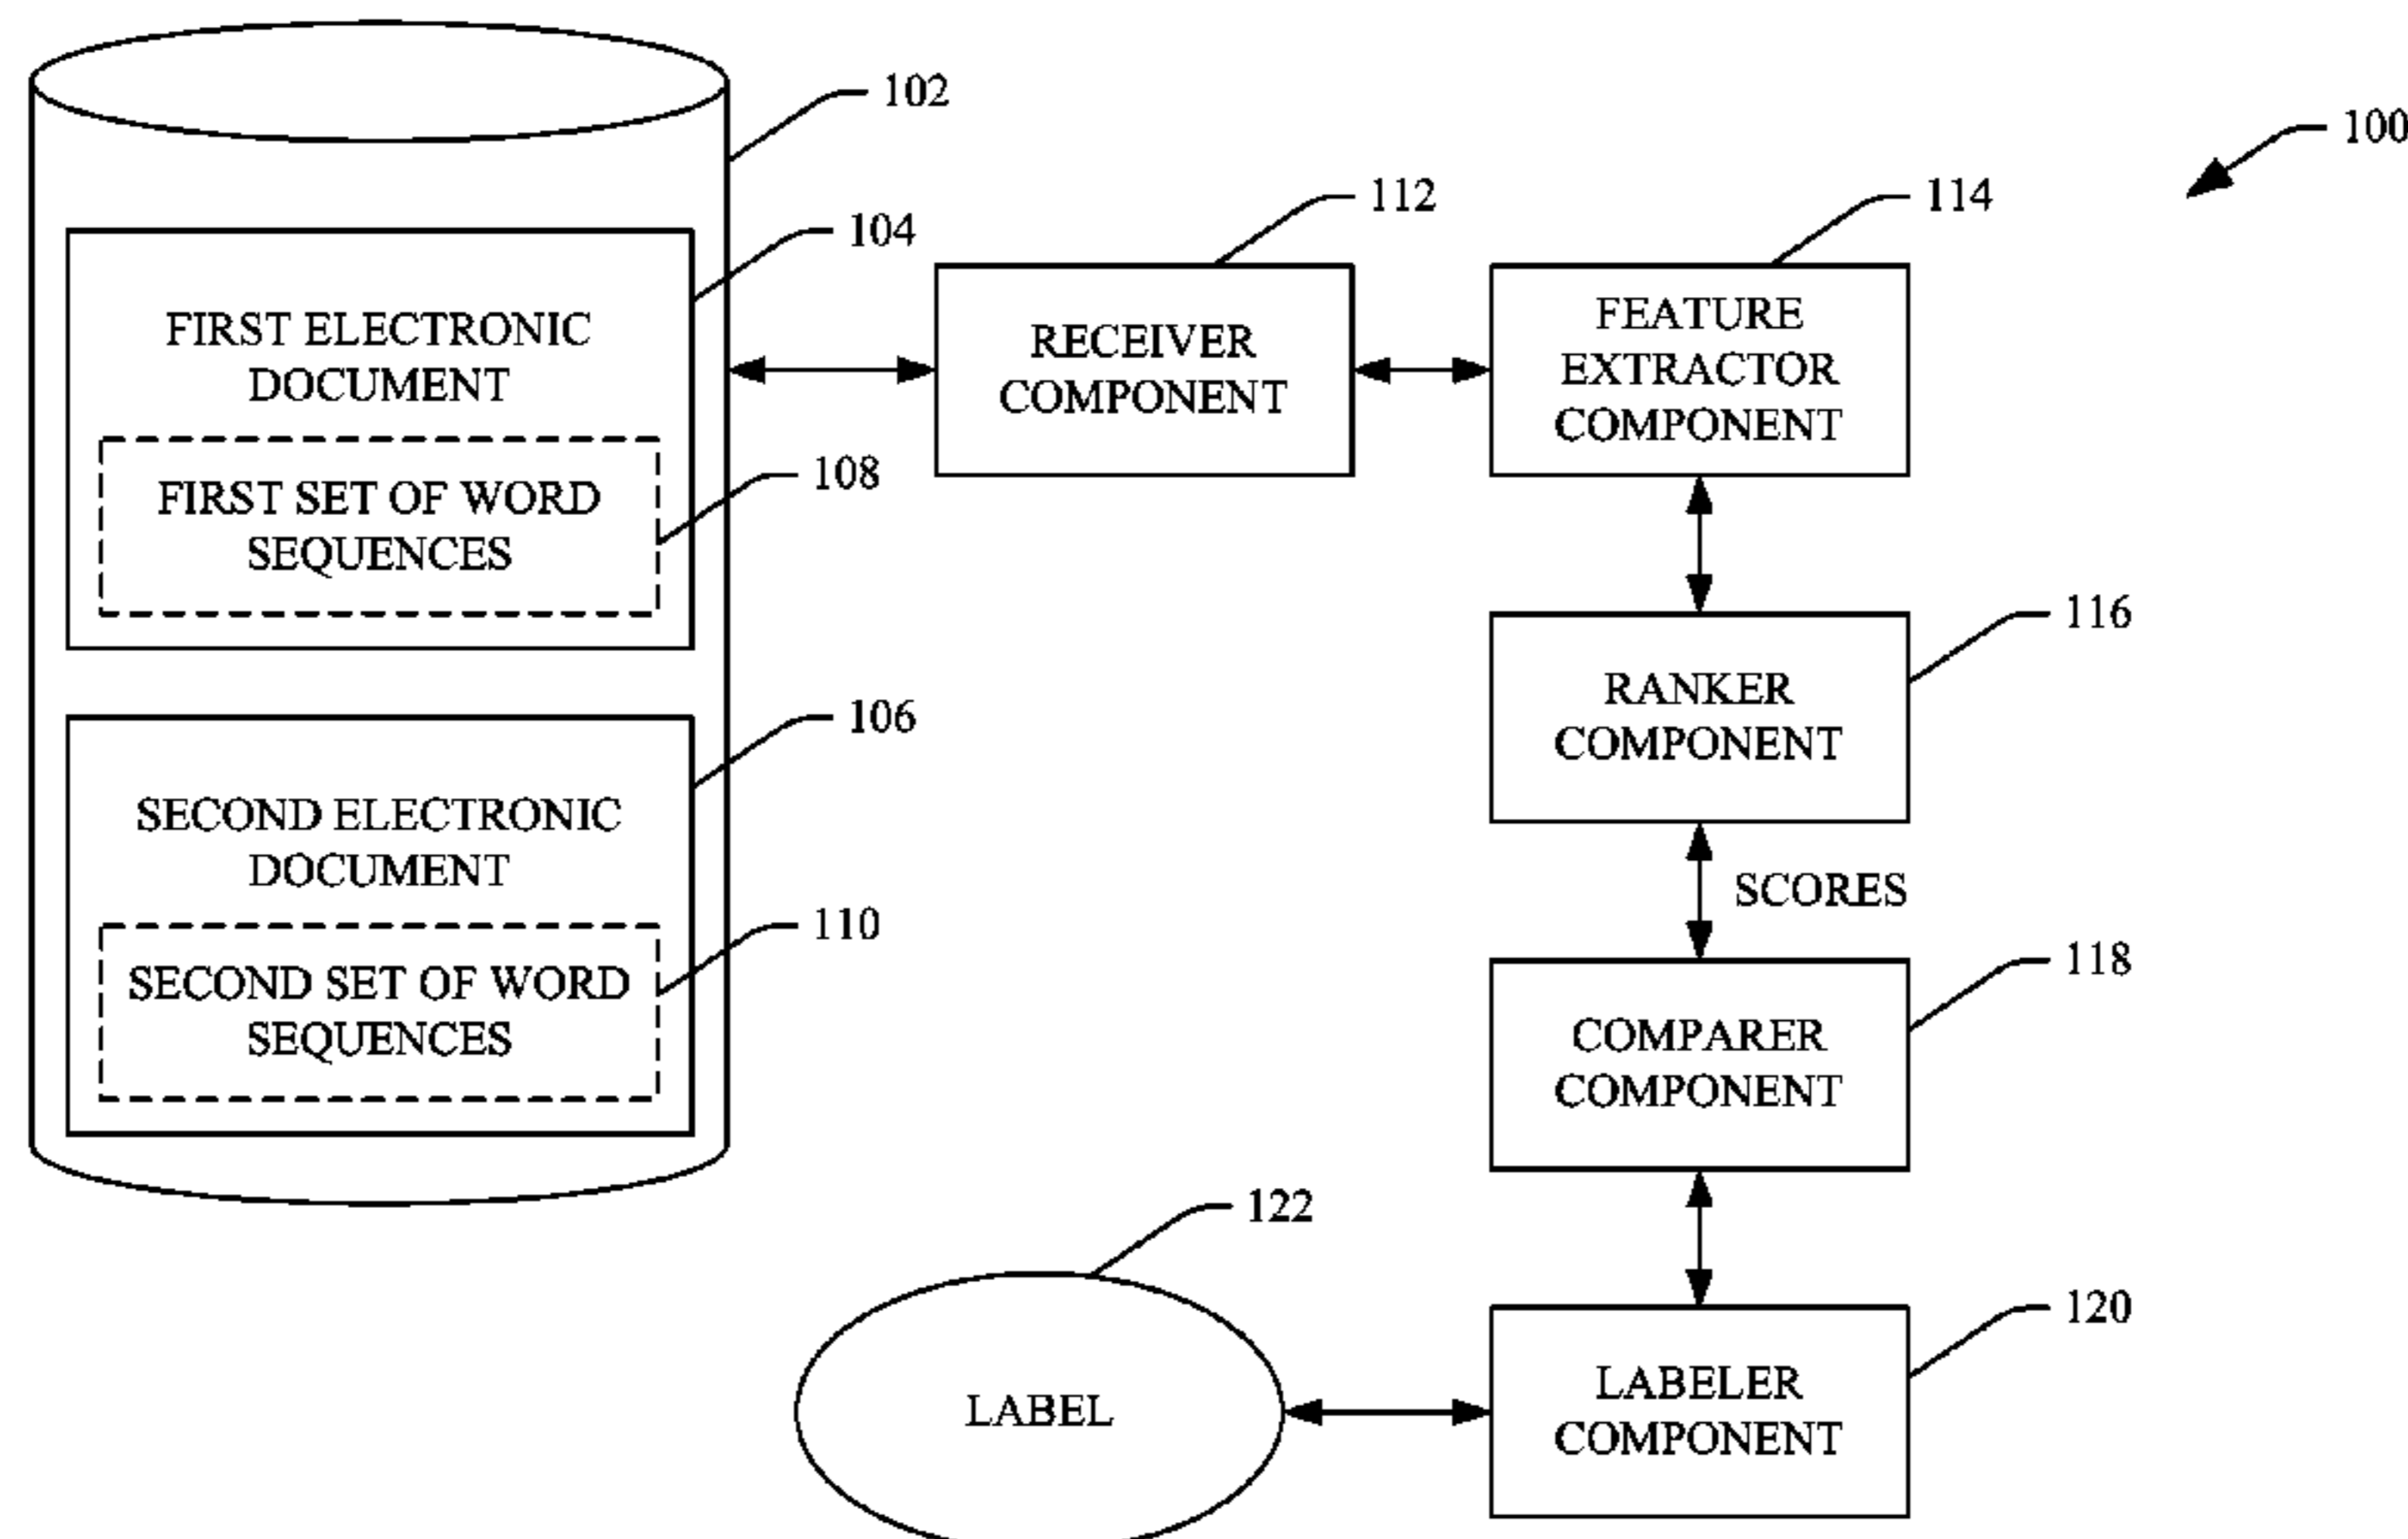 102
100
104
112
114
FIRST ELECTRONIC
DOCUMENT
RECEIVER
COMPONENT
FEATURE
EXTRACTOR
COMPONENT
108
FIRST SET OF WORD
SEQUENCES
116
RANKER
COMPONENT
106
SECOND ELECTRONIC
DOCUMENT
SCORES
110
SECOND SET OF WORD
SEQUENCES
118
COMPARER
COMPONENT
122
120
LABEL
LABELER
COMPONENT